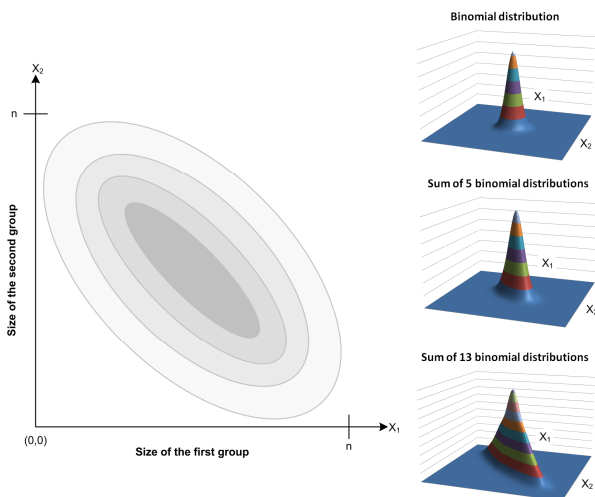 X₂
n
Size of the second group
(0,0)
Size of the first group
n
X₁
Binomial distribution
X₁
X₂
Sum of 5 binomial distributions
X₁
X₂
Sum of 13 binomial distributions
X₁
X₂